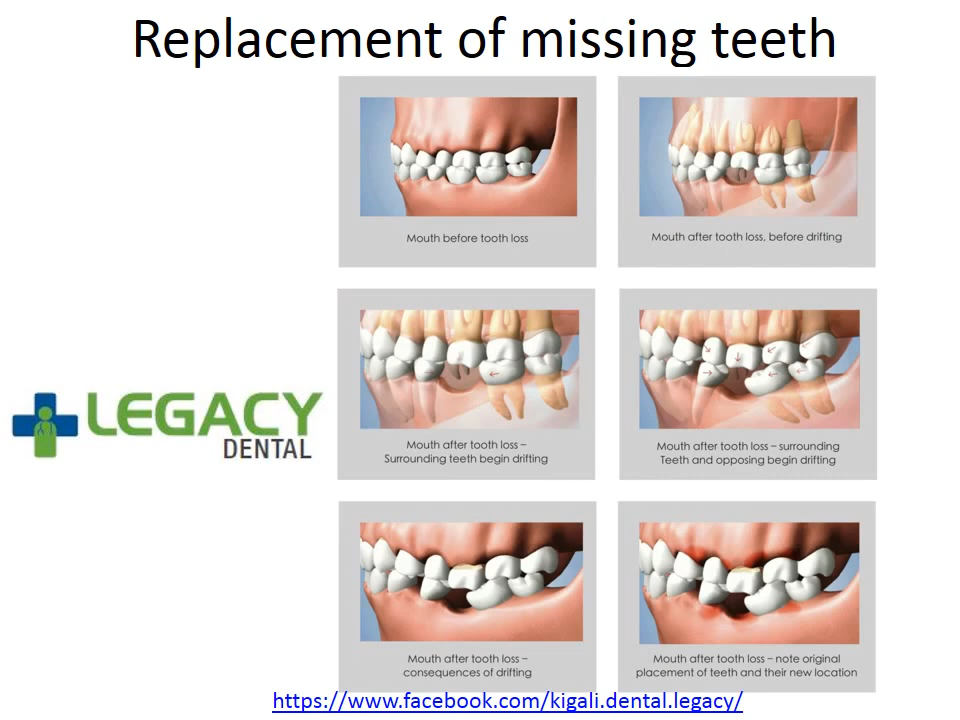 Replacement of missing teeth
Mouth before tooth loss
Mouth after tooth loss, before drifting
LEGACY
DENTAL
Mouth after tooth loss –
Surrounding teeth begin drifting
Mouth after tooth loss – surrounding
Teeth and opposing begin drifting
Mouth after tooth loss –
consequences of drifting
Mouth after tooth loss – note original
placement of teeth and their new location
https://www.facebook.com/kigali.dental.legacy/